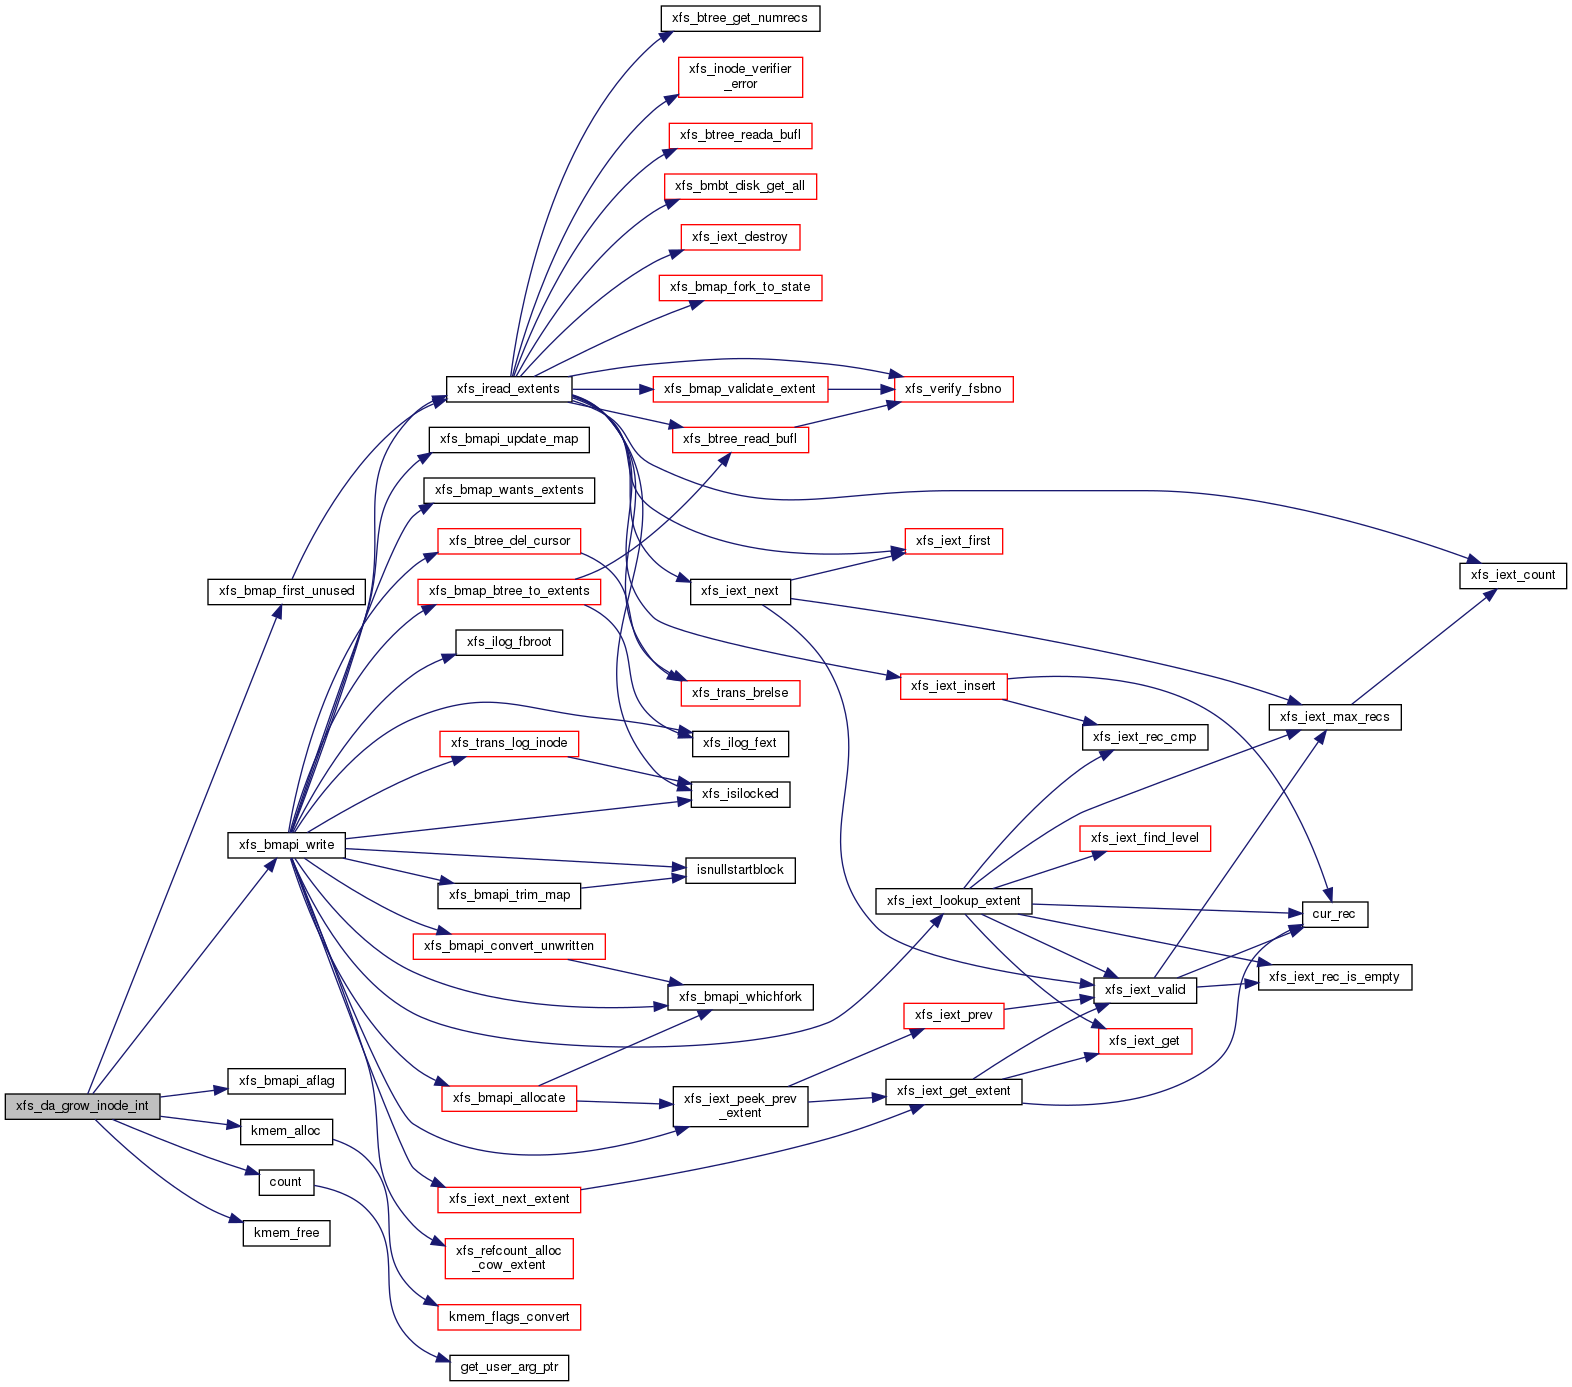 xfs_btree_get_numrecs
xfs_inode_verifier
_error
xfs_btree_reada_bufl
xfs_bmbt_disk_get_all
xfs_iext_destroy
xfs_bmap_fork_to_state
xfs_iread_extents
xfs_bmap_validate_extent
xfs_verify_fsbno
xfs_bmapi_update_map
xfs_btree_read_bufl
xfs_bmap_wants_extents
xfs_btree_del_cursor
xfs_iext_first
xfs_iext_count
xfs_bmap_first_unused
xfs_bmap_btree_to_extents
xfs_iext_next
xfs_ilog_fbroot
xfs_iext_insert
xfs_trans_brelse
xfs_iext_max_recs
xfs_iext_rec_cmp
xfs_trans_log_inode
xfs_ilog_fext
xfs_isilocked
xfs_bmapi_write
xfs_iext_find_level
isnullstartblock
xfs_bmapi_trim_map
xfs_iext_lookup_extent
cur_rec
xfs_bmapi_convert_unwritten
xfs_iext_rec_is_empty
xfs_iext_valid
xfs_bmapi_whichfork
xfs_iext_prev
xfs_iext_get
xfs_bmapi_aflag
xfs_iext_get_extent
xfs_bmapi_allocate
xfs_iext_peek_prev
_extent
xfs_da_grow_inode_int
kmem_alloc
count
xfs_iext_next_extent
kmem_free
xfs_refcount_alloc
_cow_extent
kmem_flags_convert
get_user_arg_ptr